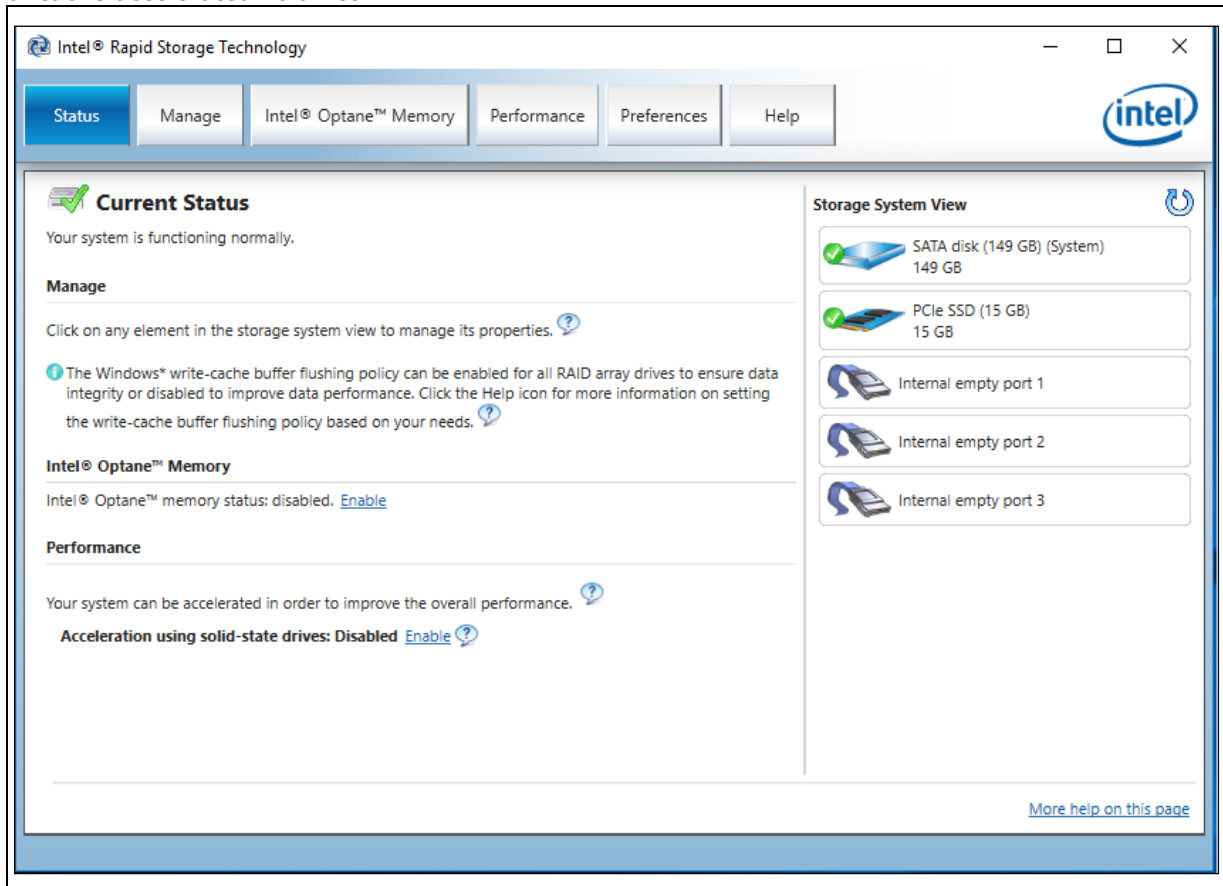 Intel® Rapid Storage Technology
Status
Manage
Intel® Optane™ Memory
Performance
Preferences
Help
intel
Current Status
Your system is functioning normally.
Manage
Click on any element in the storage system view to manage its properties.
The Windows* write-cache buffer flushing policy can be enabled for all RAID array drives to ensure data
integrity or disabled to improve data performance. Click the Help icon for more information on setting
the write-cache buffer flushing policy based on your needs.
Intel® Optane™ Memory
Intel® Optane™ memory status: disabled. Enable
Performance
Your system can be accelerated in order to improve the overall performance.
Acceleration using solid-state drives: Disabled Enable
Storage System View
SATA disk (149 GB) (System)
149 GB
PCIe SSD (15 GB)
15 GB
Internal empty port 1
Internal empty port 2
Internal empty port 3
More help on this page